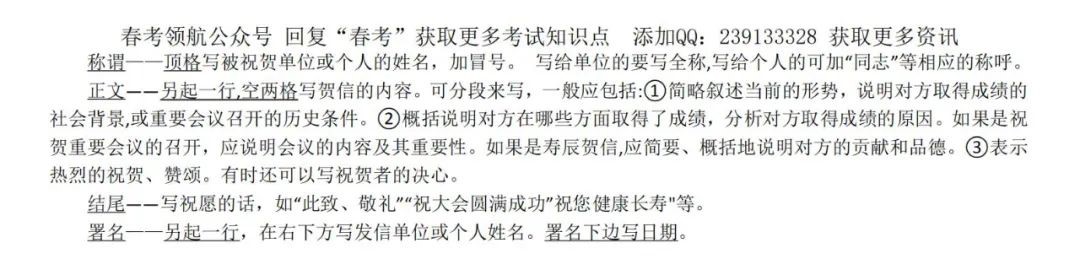 春考领航公众号 回复“春考”获取更多考试知识点 添加QQ：239133328 获取更多资讯
称谓——顶格写被祝贺单位或个人的姓名，加冒号。 写给单位的要写全称,写给个人的可加“同志”等相应的称呼。
正文——另起一行,空两格写贺信的内容。可分段来写，一般应包括:①简略叙述当前的形势，说明对方取得成绩的
社会背景,或重要会议召开的历史条件。②概括说明对方在哪些方面取得了成绩，分析对方取得成绩的原因。如果是祝
贺重要会议的召开，应说明会议的内容及其重要性。如果是寿辰贺信,应简要、概括地说明对方的贡献和品德。③表示
热烈的祝贺、赞颂。有时还可以写祝贺者的决心。
结尾——写祝愿的话，如“此致、敬礼”“祝大会圆满成功”祝您健康长寿"等。
署名——另起一行，在右下方写发信单位或个人姓名。署名下边写日期。